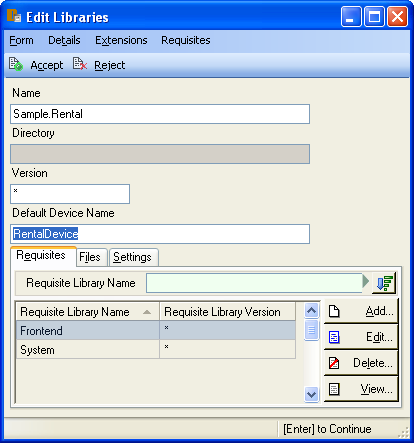 Edit Libraries
Form Details Extensions Requisites
Accept Reject
Name
Sample.Rental
Directory
Version
*
Default Device Name
RentalDevice
Requisites Files Settings
Requisite Library Name
Requisite Library Name Requisite Library Version
Frontend *
System *
Add...
Edit...
Delete...
View...
[Enter] to Continue